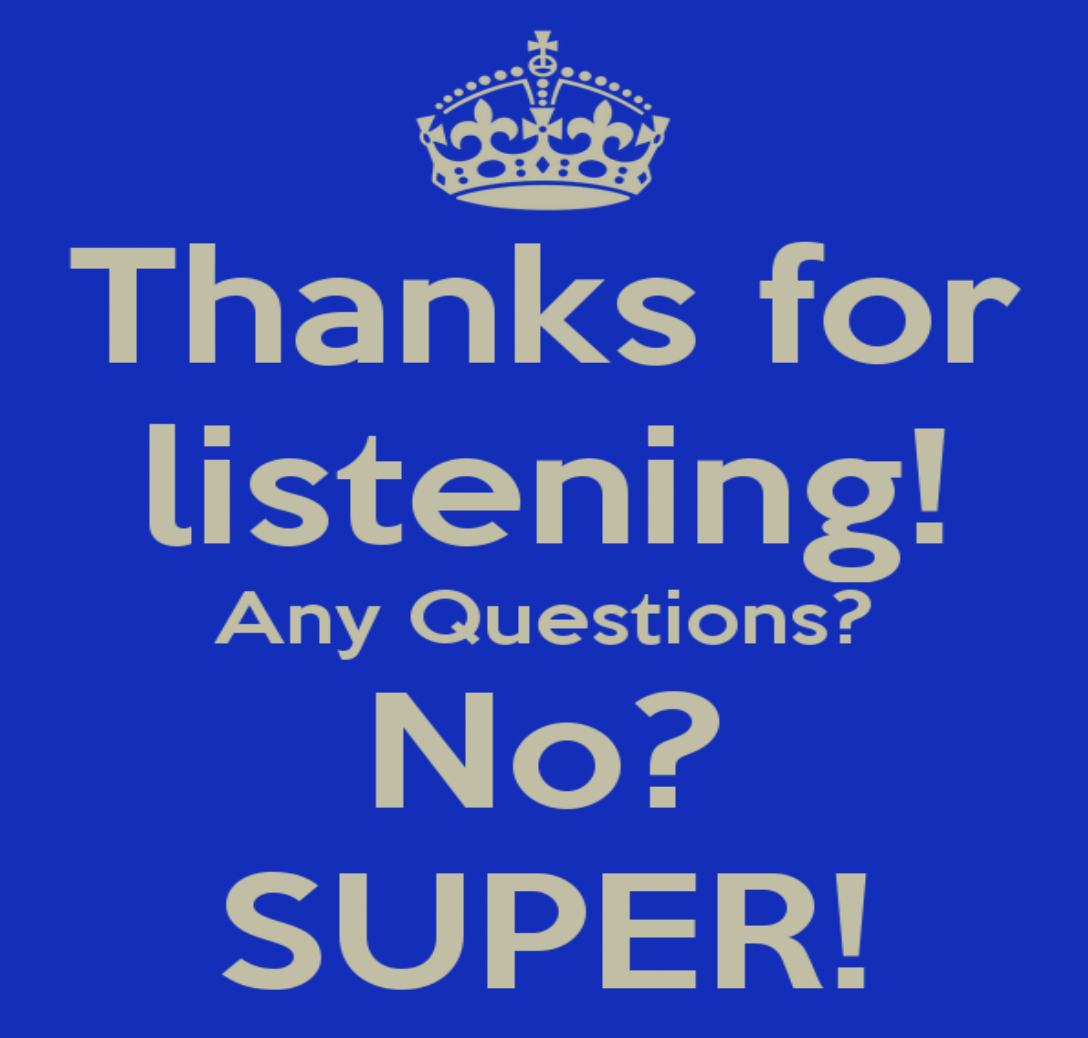 Thanks for
listening!
Any Questions?
No?
SUPER!